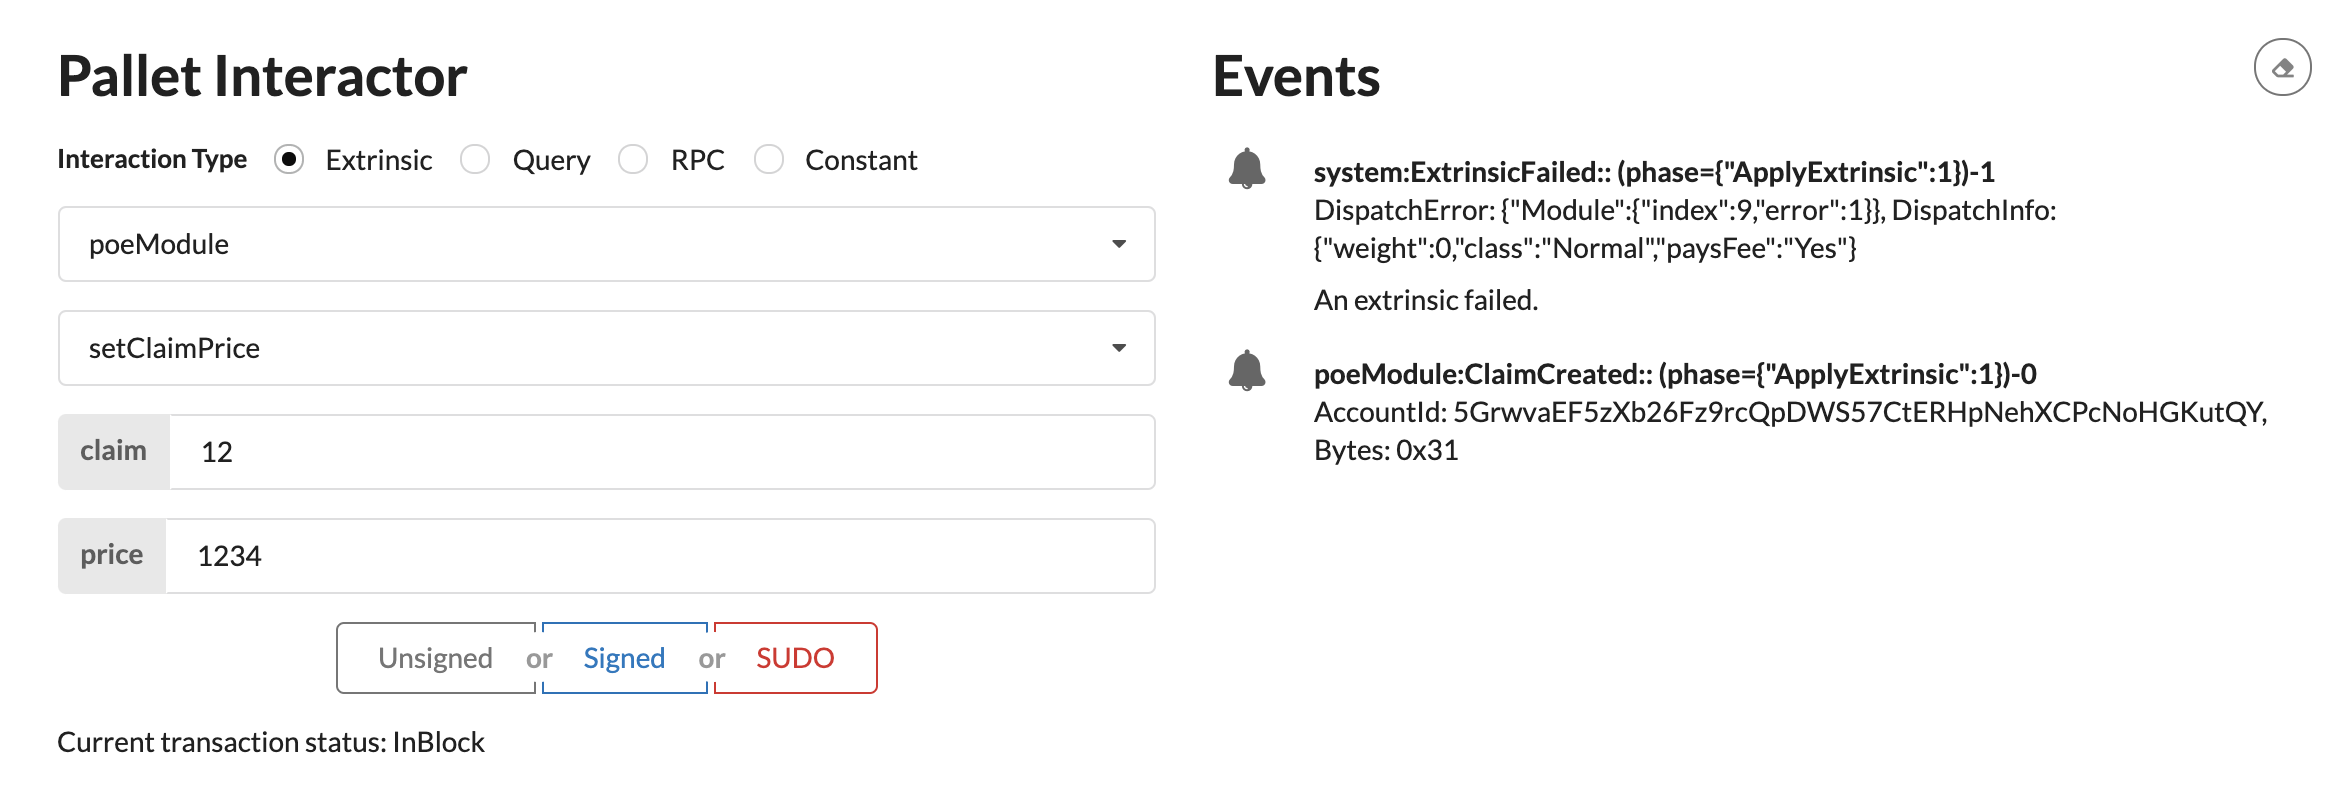 Pallet Interactor
Interaction Type Extrinsic Query RPC Constant
poeModule
setClaimPrice
claim 12
price 1234
Unsigned or Signed or SUDO
Current transaction status: InBlock
Events
system:ExtrinsicFailed:: (phase={"ApplyExtrinsic":1})-1
DispatchError: {"Module":{"index":9,"error":1}}, DispatchInfo:
{"weight":0,"class":"Normal""paysFee":"Yes"}
An extrinsic failed.
poeModule:ClaimCreated:: (phase={"ApplyExtrinsic":1})-0
AccountId: 5GrwvaEF5zXb26Fz9rcQpDWS57CtERHpNehXCPcNoHGKutQY,
Bytes: 0x31